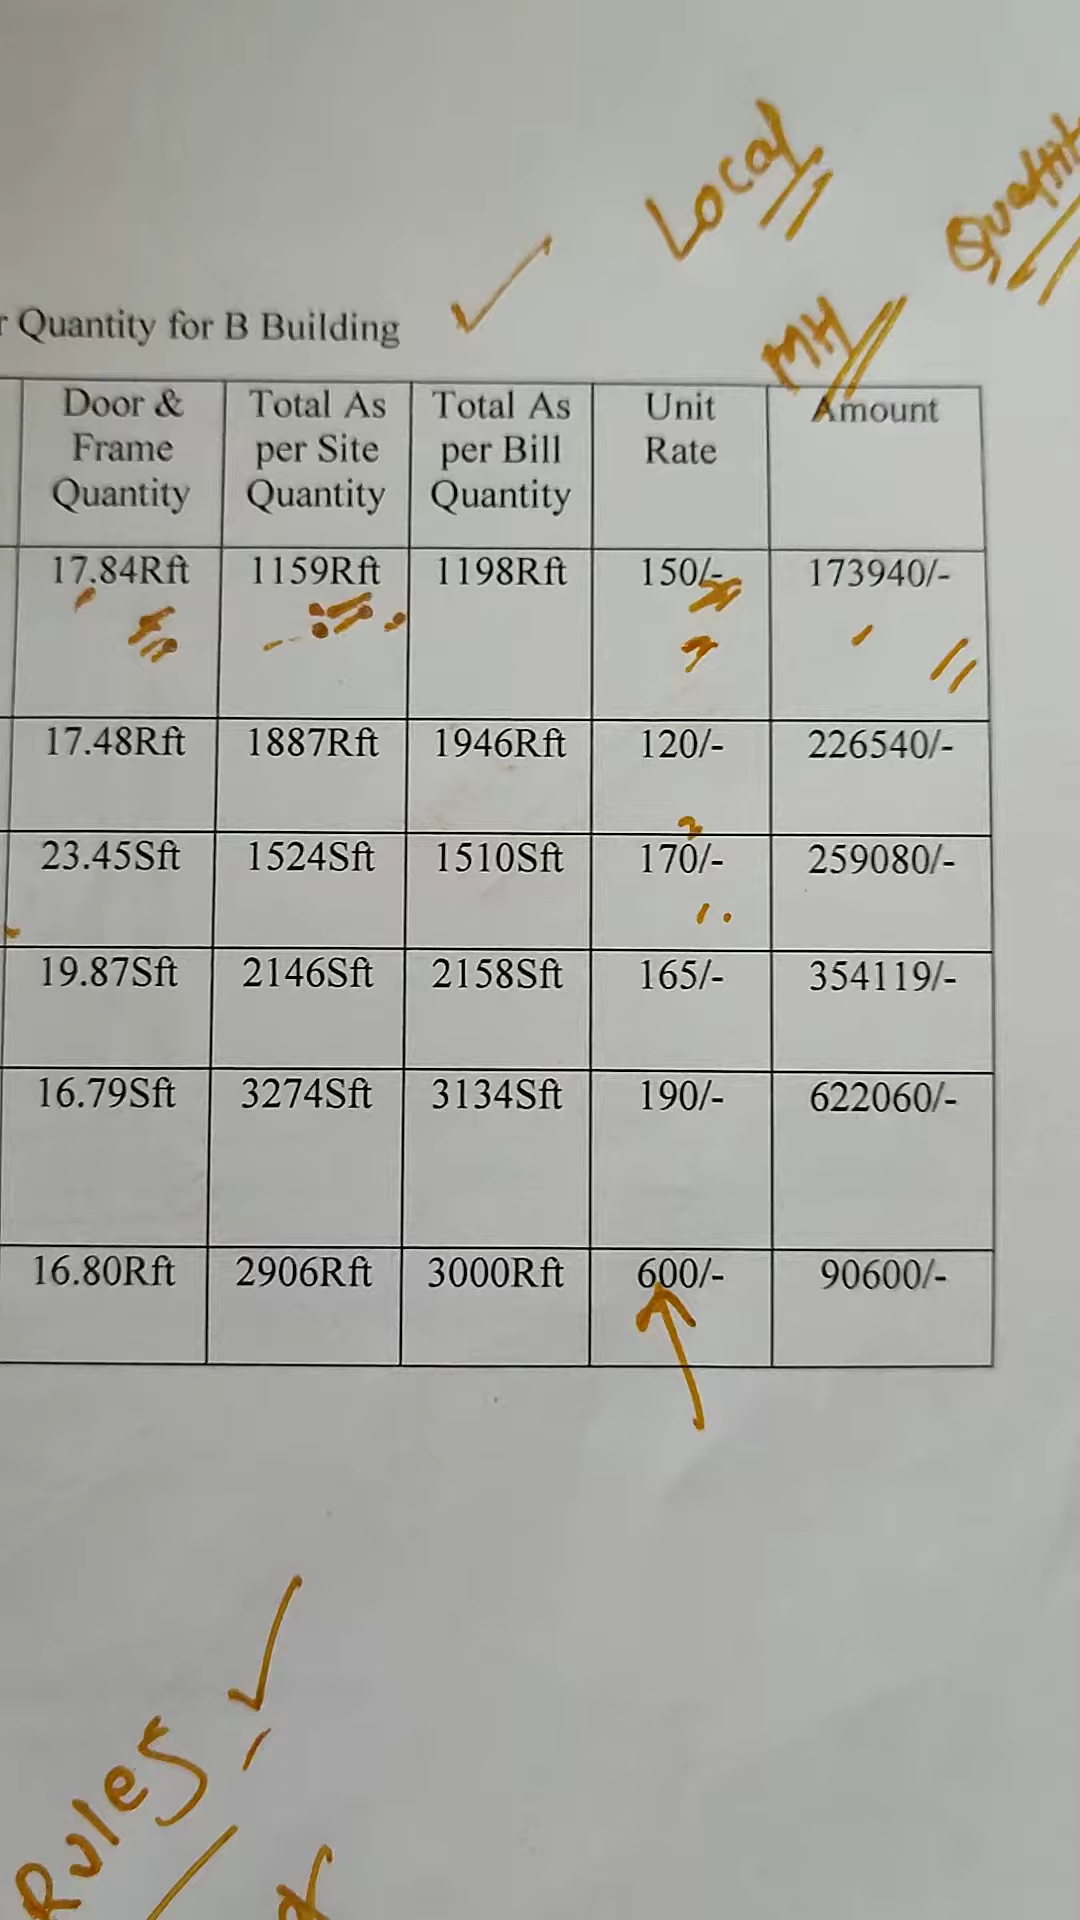 Local
MH
r Quantity for B Building
Door & Frame Quantity Total As per Site Quantity Total As per Bill Quantity Unit Rate Amount
17.84Rft 1159Rft 1198Rft 150/- 173940/-
17.48Rft 1887Rft 1946Rft 120/- 226540/-
23.45Sft 1524Sft 1510Sft 170/- 259080/-
19.87Sft 2146Sft 2158Sft 165/- 354119/-
16.79Sft 3274Sft 3134Sft 190/- 622060/-
16.80Rft 2906Rft 3000Rft 600/- 90600/-
Rules